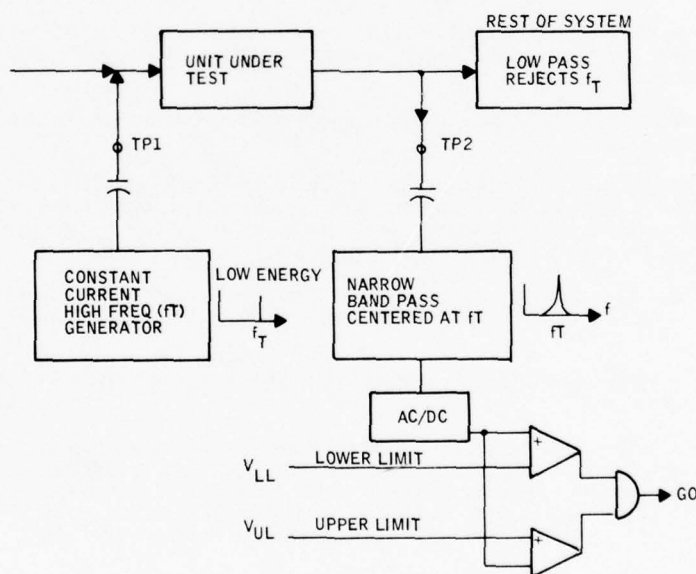 REST OF SYSTEM
UNIT UNDER
TEST
LOW PASS
REJECTS fT
TP1
TP2
CONSTANT
CURRENT
HIGH FREQ (fT)
GENERATOR
LOW ENERGY
fT
NARROW
BAND PASS
CENTERED AT fT
f
fT
AC/DC
+
VLL
LOWER LIMIT
GO
VUL
UPPER LIMIT
+